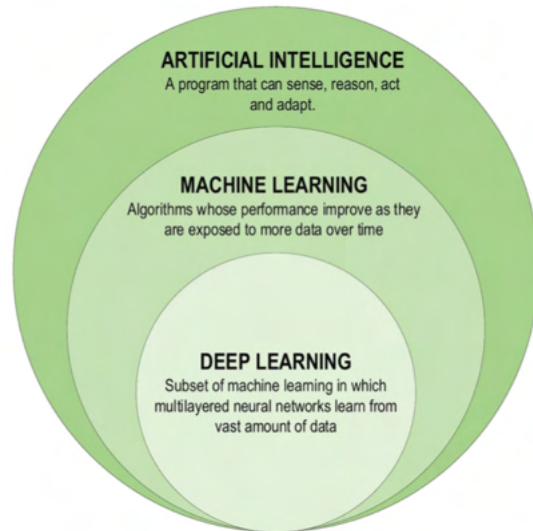 ARTIFICIAL INTELLIGENCE
A program that can sense, reason, act
and adapt.
MACHINE LEARNING
Algorithms whose performance improve as they
are exposed to more data over time
DEEP LEARNING
Subset of machine learning in which
multilayered neural networks learn from
vast amount of data